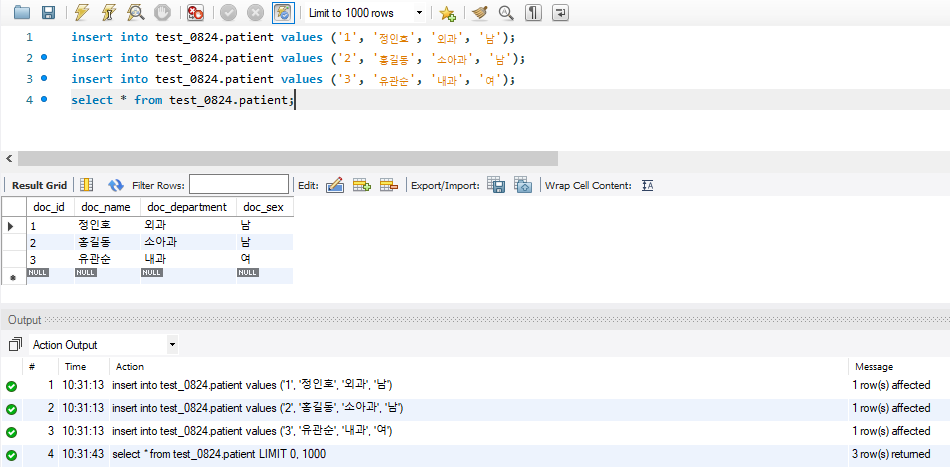 Limit to 1000 rows
1 insert into test_0824.patient values ('1', '정인호', '외과', '남');
2 insert into test_0824.patient values ('2', '홍길동', '소아과', '남');
3 insert into test_0824.patient values ('3', '유관순', '내과', '여');
4 select * from test_0824.patient;
Result Grid Filter Rows: Edit: Export/Import: Wrap Cell Content: IA
doc_id doc_name doc_department doc_sex
1 정인호 외과 남
2 홍길동 소아과 남
3 유관순 내과 여
NULL NULL NULL NULL
Output
Action Output
# Time Action Message
1 10:31:13 insert into test_0824.patient values ('1', '정인호', '외과', '남') 1 row(s) affected
2 10:31:13 insert into test_0824.patient values ('2', '홍길동', '소아과', '남') 1 row(s) affected
3 10:31:13 insert into test_0824.patient values ('3', '유관순', '내과', '여') 1 row(s) affected
4 10:31:43 select * from test_0824.patient LIMIT 0, 1000 3 row(s) returned